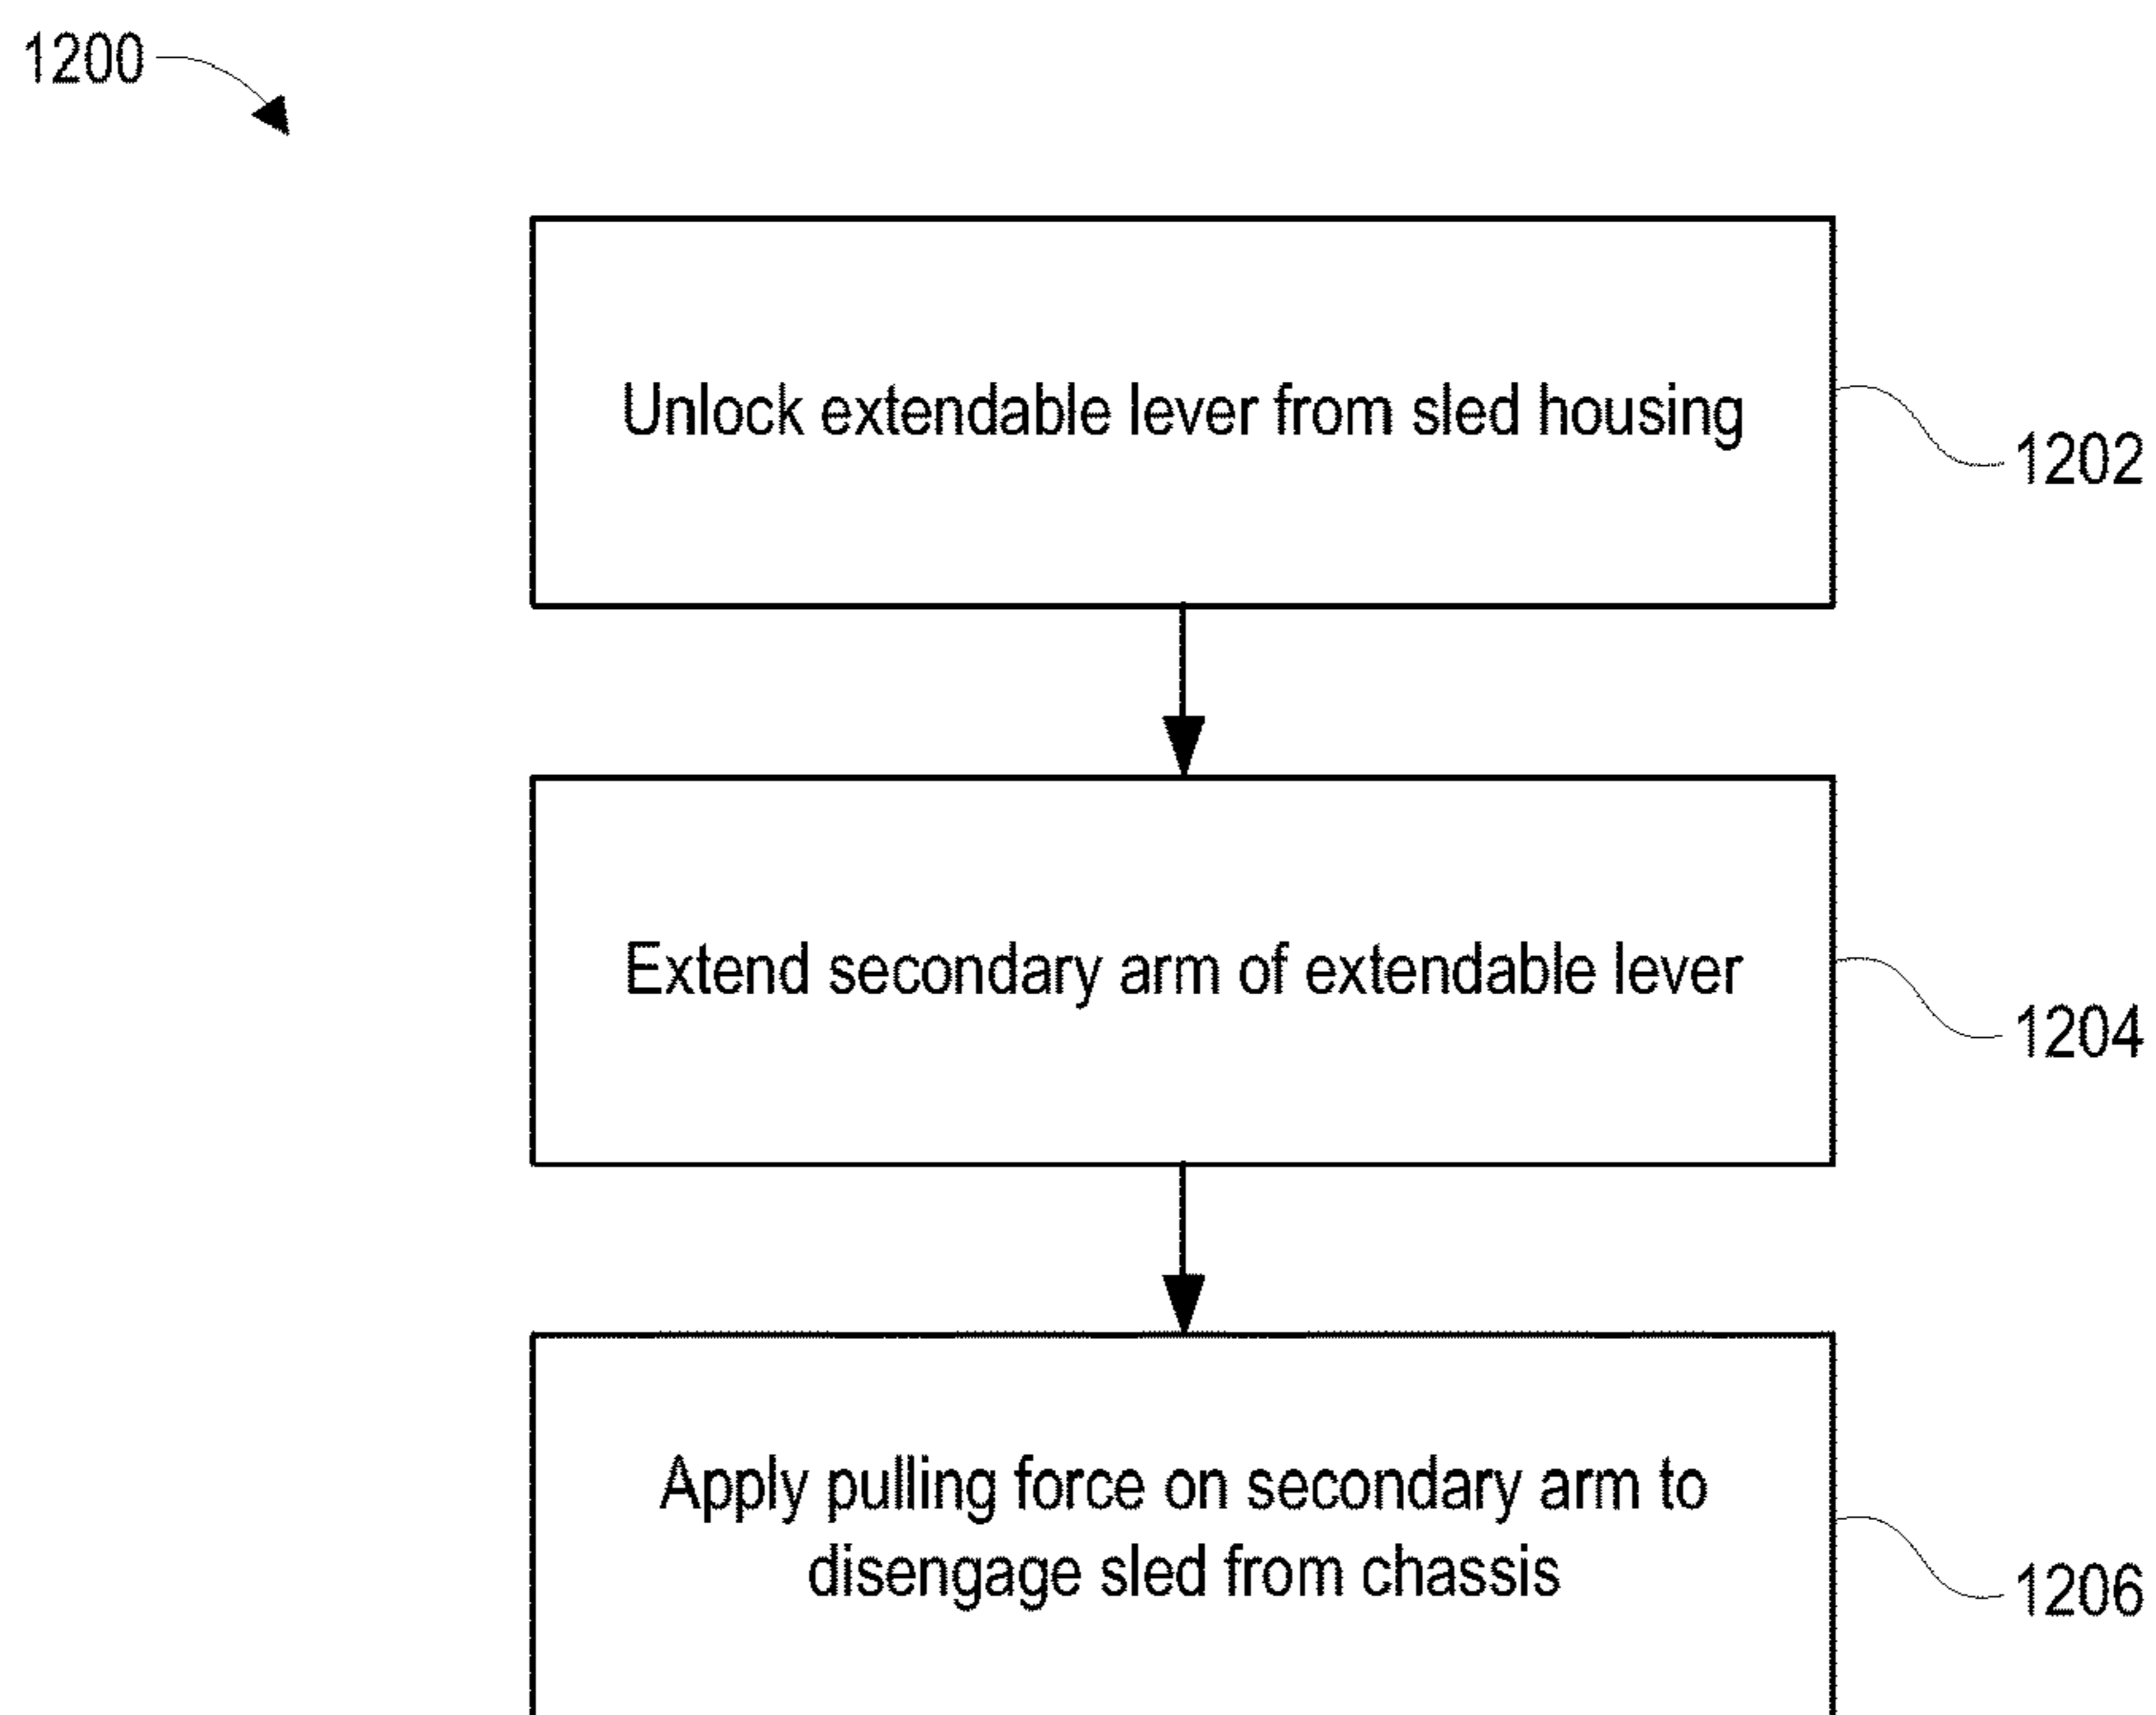 1200
Unlock extendable lever from sled housing
1202
Extend secondary arm of extendable lever
1204
Apply pulling force on secondary arm to
disengage sled from chassis
1206